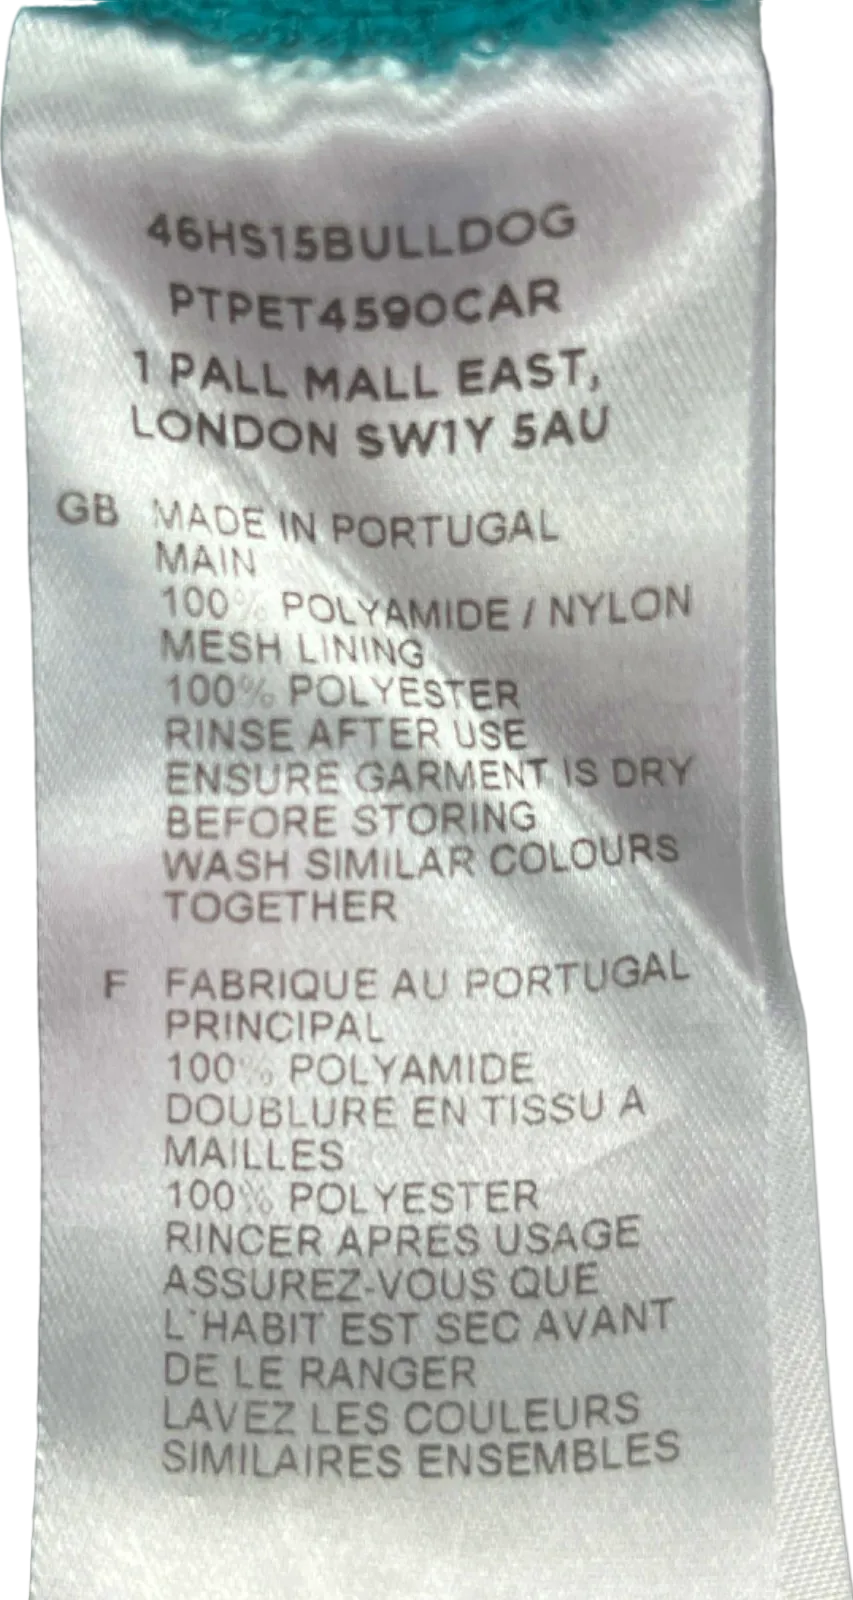 46HS15BULLDOG
PTPET4590CAR
1 PALL MALL EAST,
LONDON SW1Y 5AU
GB MADE IN PORTUGAL
MAIN
100% POLYAMIDE / NYLON
MESH LINING
100% POLYESTER
RINSE AFTER USE
ENSURE GARMENT IS DRY
BEFORE STORING
WASH SIMILAR COLOURS
TOGETHER
F FABRIQUE AU PORTUGAL
PRINCIPAL
100% POLYAMIDE
DOUBLURE EN TISSU A
MAILLES
100% POLYESTER
RINCER APRES USAGE
ASSUREZ-VOUS QUE
L'HABIT EST SEC AVANT
DE LE RANGER
LAVEZ LES COULEURS
SIMILAIRES ENSEMBLES